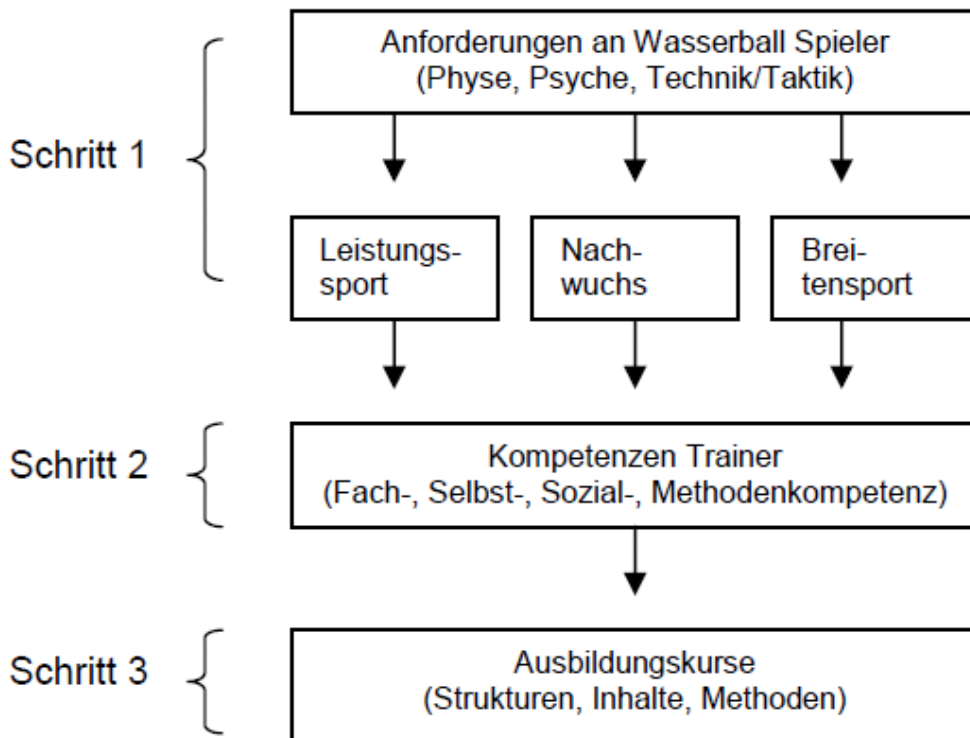 Anforderungen an Wasserball Spieler
(Physe, Psyche, Technik/Taktik)
Schritt 1
Leistungs-
sport
Nach-
wuchs
Brei-
tensport
Schritt 2
Kompetenzen Trainer
(Fach-, Selbst-, Sozial-, Methodenkompetenz)
Schritt 3
Ausbildungskurse
(Strukturen, Inhalte, Methoden)